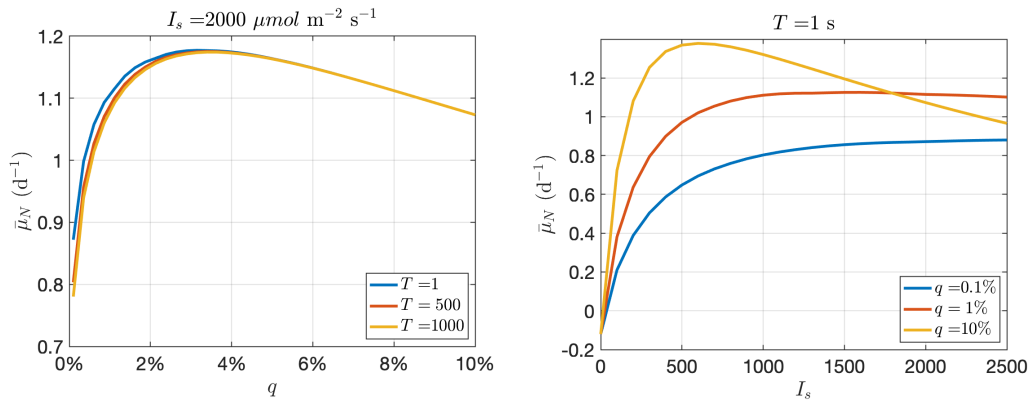 I_s =2000 μmol m⁻² s⁻¹
μ̄_N (d⁻¹)
1.2
1.1
1
0.9
0.8
0.7
0% 2% 4% 6% 8% 10%
q
T =1
T =500
T =1000
T =1 s
μ̄_N (d⁻¹)
1.2
1
0.8
0.6
0.4
0.2
0
-0.2
0 500 1000 1500 2000 2500
I_s
q =0.1%
q =1%
q =10%